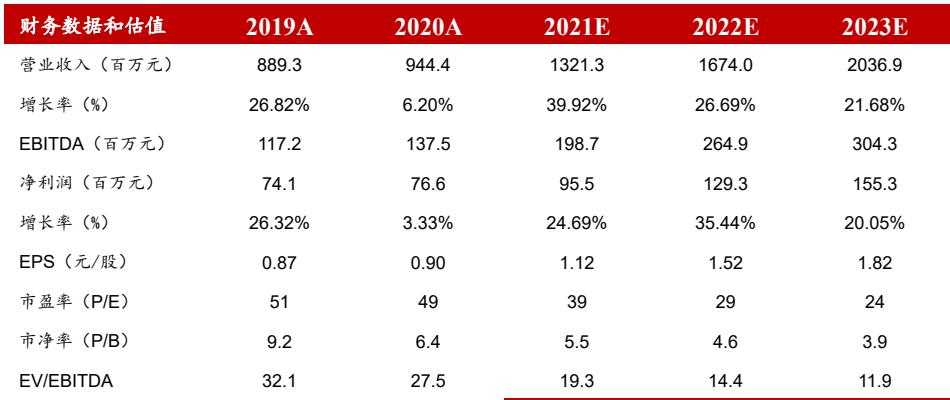 财务数据和估值 2019A 2020A 2021E 2022E 2023E
营业收入（百万元） 889.3 944.4 1321.3 1674.0 2036.9
增长率（%） 26.82% 6.20% 39.92% 26.69% 21.68%
EBITDA（百万元） 117.2 137.5 198.7 264.9 304.3
净利润（百万元） 74.1 76.6 95.5 129.3 155.3
增长率（%） 26.32% 3.33% 24.69% 35.44% 20.05%
EPS（元/股） 0.87 0.90 1.12 1.52 1.82
市盈率（P/E） 51 49 39 29 24
市净率（P/B） 9.2 6.4 5.5 4.6 3.9
EV/EBITDA 32.1 27.5 19.3 14.4 11.9